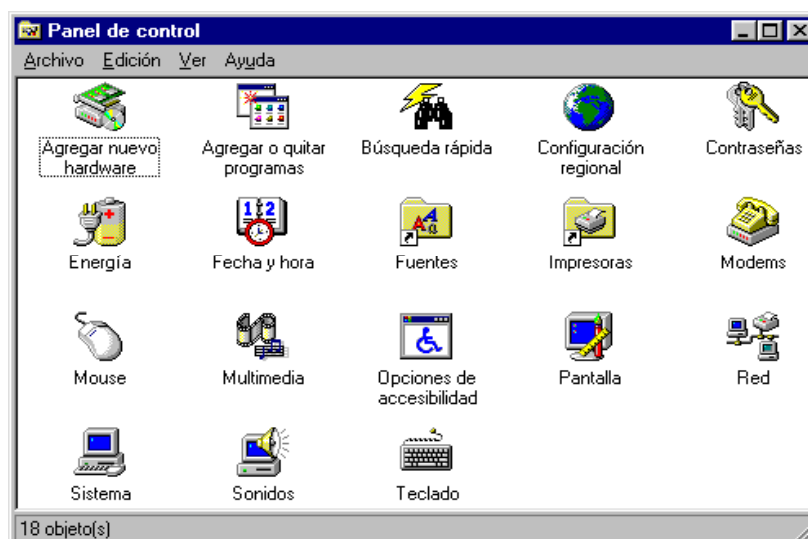 Panel de control
Archivo Edición Ver Ayuda
Agregar nuevo hardware
Agregar o quitar programas
Búsqueda rápida
Configuración regional
Contraseñas
Energía
Fecha y hora
Fuentes
Impresoras
Modems
Mouse
Multimedia
Opciones de accesibilidad
Pantalla
Red
Sistema
Sonidos
Teclado
18 objeto(s)